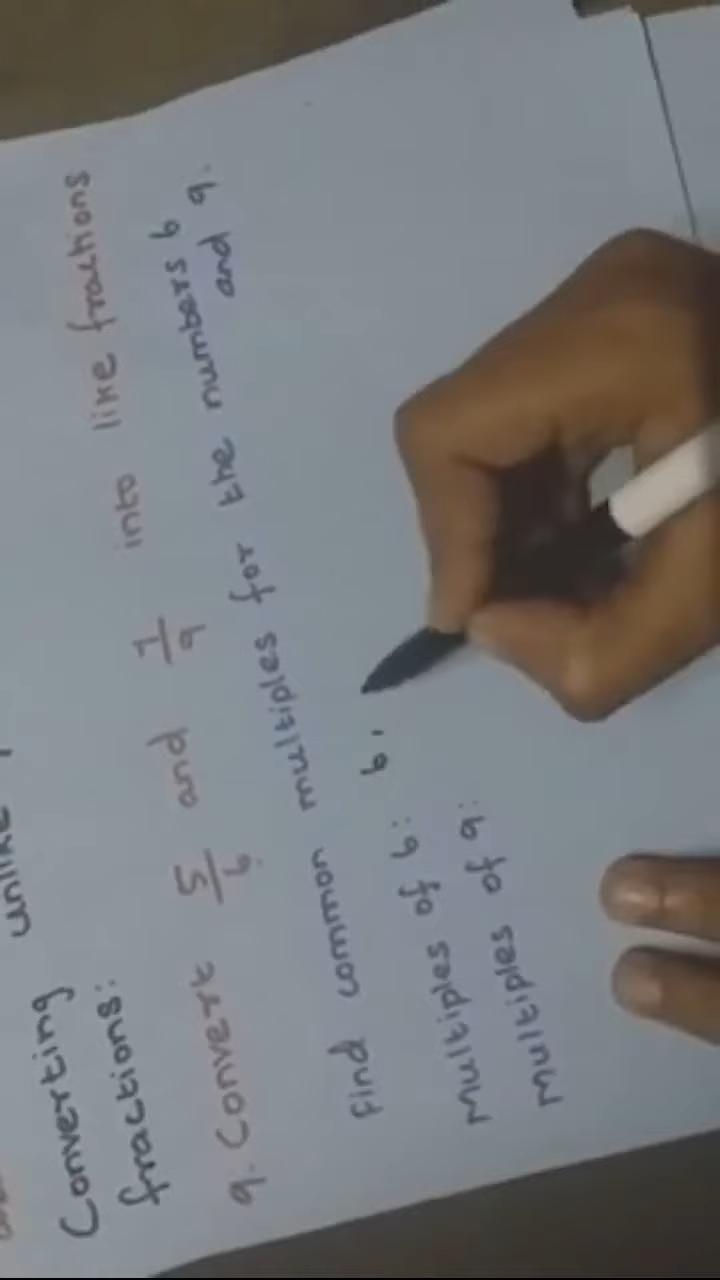 Converting unlike
fractions:
q. Convert 5/6 and 1/9 into like fractions
Find common multiples for the numbers 6
and 9.
Multiples of 6: 6,
Multiples of 9: